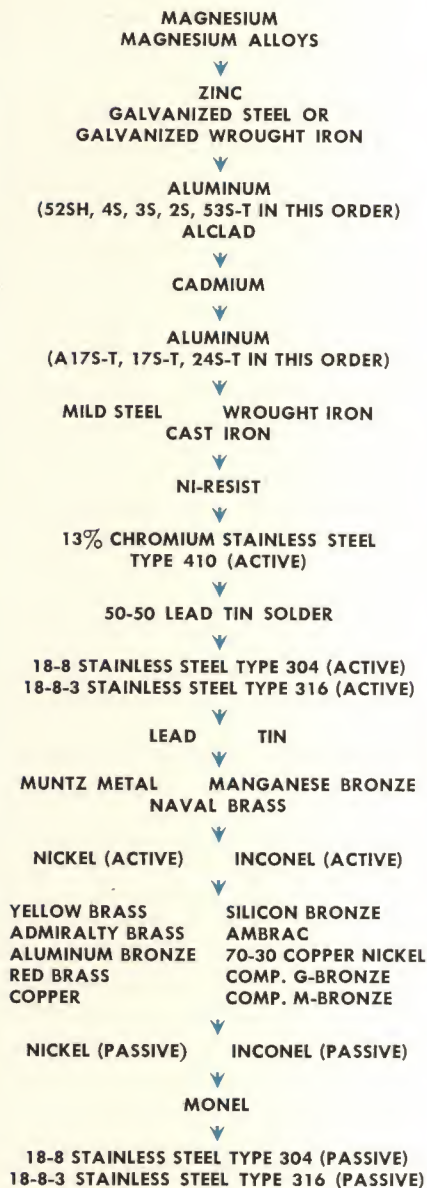 MAGNESIUM
MAGNESIUM ALLOYS
ZINC
GALVANIZED STEEL OR
GALVANIZED WROUGHT IRON
ALUMINUM
(52SH, 4S, 3S, 2S, 53S-T IN THIS ORDER)
ALCLAD
CADMIUM
ALUMINUM
(A17S-T, 17S-T, 24S-T IN THIS ORDER)
MILD STEEL WROUGHT IRON
CAST IRON
NI-RESIST
13% CHROMIUM STAINLESS STEEL
TYPE 410 (ACTIVE)
50-50 LEAD TIN SOLDER
18-8 STAINLESS STEEL TYPE 304 (ACTIVE)
18-8-3 STAINLESS STEEL TYPE 316 (ACTIVE)
LEAD TIN
MUNTZ METAL MANGANESE BRONZE
NAVAL BRASS
NICKEL (ACTIVE) INCONEL (ACTIVE)
YELLOW BRASS SILICON BRONZE
ADMIRALTY BRASS AMBRAC
ALUMINUM BRONZE 70-30 COPPER NICKEL
RED BRASS COMP. G-BRONZE
COPPER COMP. M-BRONZE
NICKEL (PASSIVE) INCONEL (PASSIVE)
MONEL
18-8 STAINLESS STEEL TYPE 304 (PASSIVE)
18-8-3 STAINLESS STEEL TYPE 316 (PASSIVE)